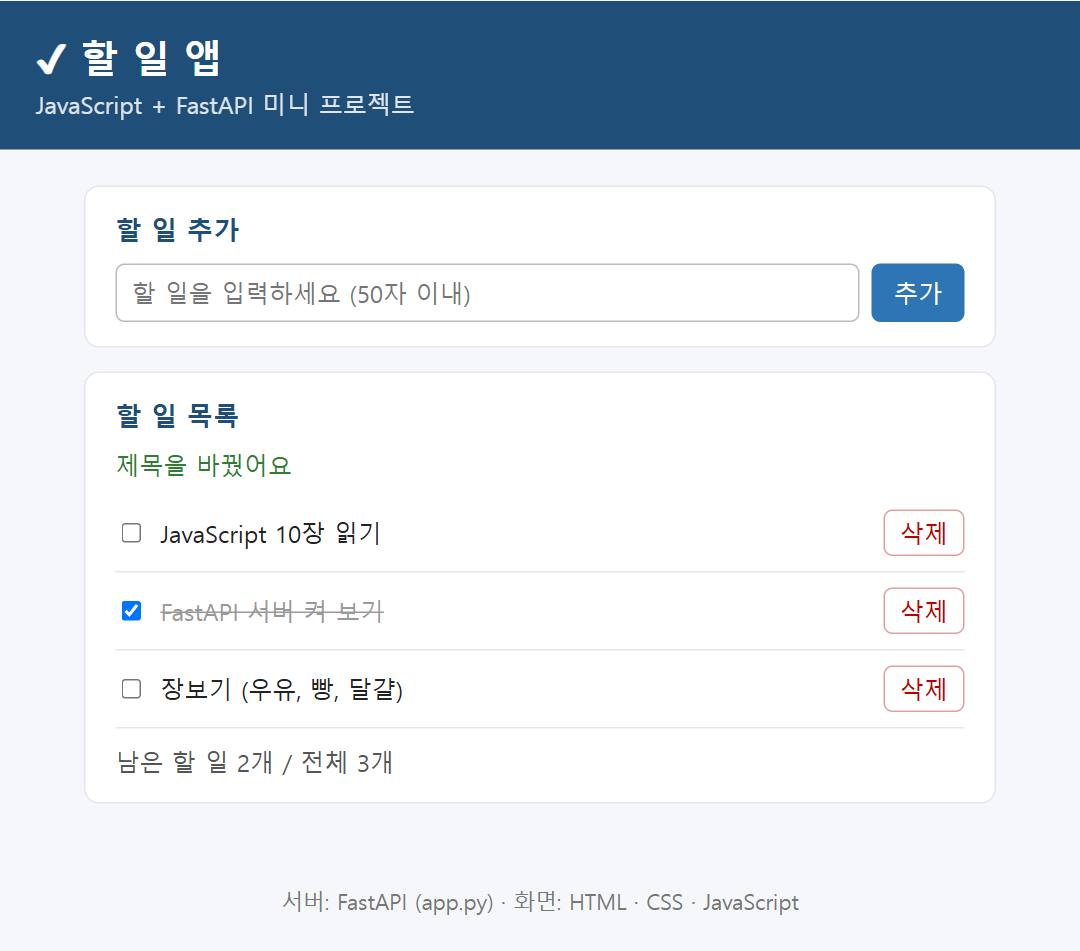 ✔ 할 일 앱
JavaScript + FastAPI 미니 프로젝트
할 일 추가
할 일을 입력하세요 (50자 이내)
추가
할 일 목록
제목을 바꿨어요
JavaScript 10장 읽기
삭제
FastAPI 서버 켜 보기
삭제
장보기 (우유, 빵, 달걀)
삭제
남은 할 일 2개 / 전체 3개
서버: FastAPI (app.py) · 화면: HTML · CSS · JavaScript